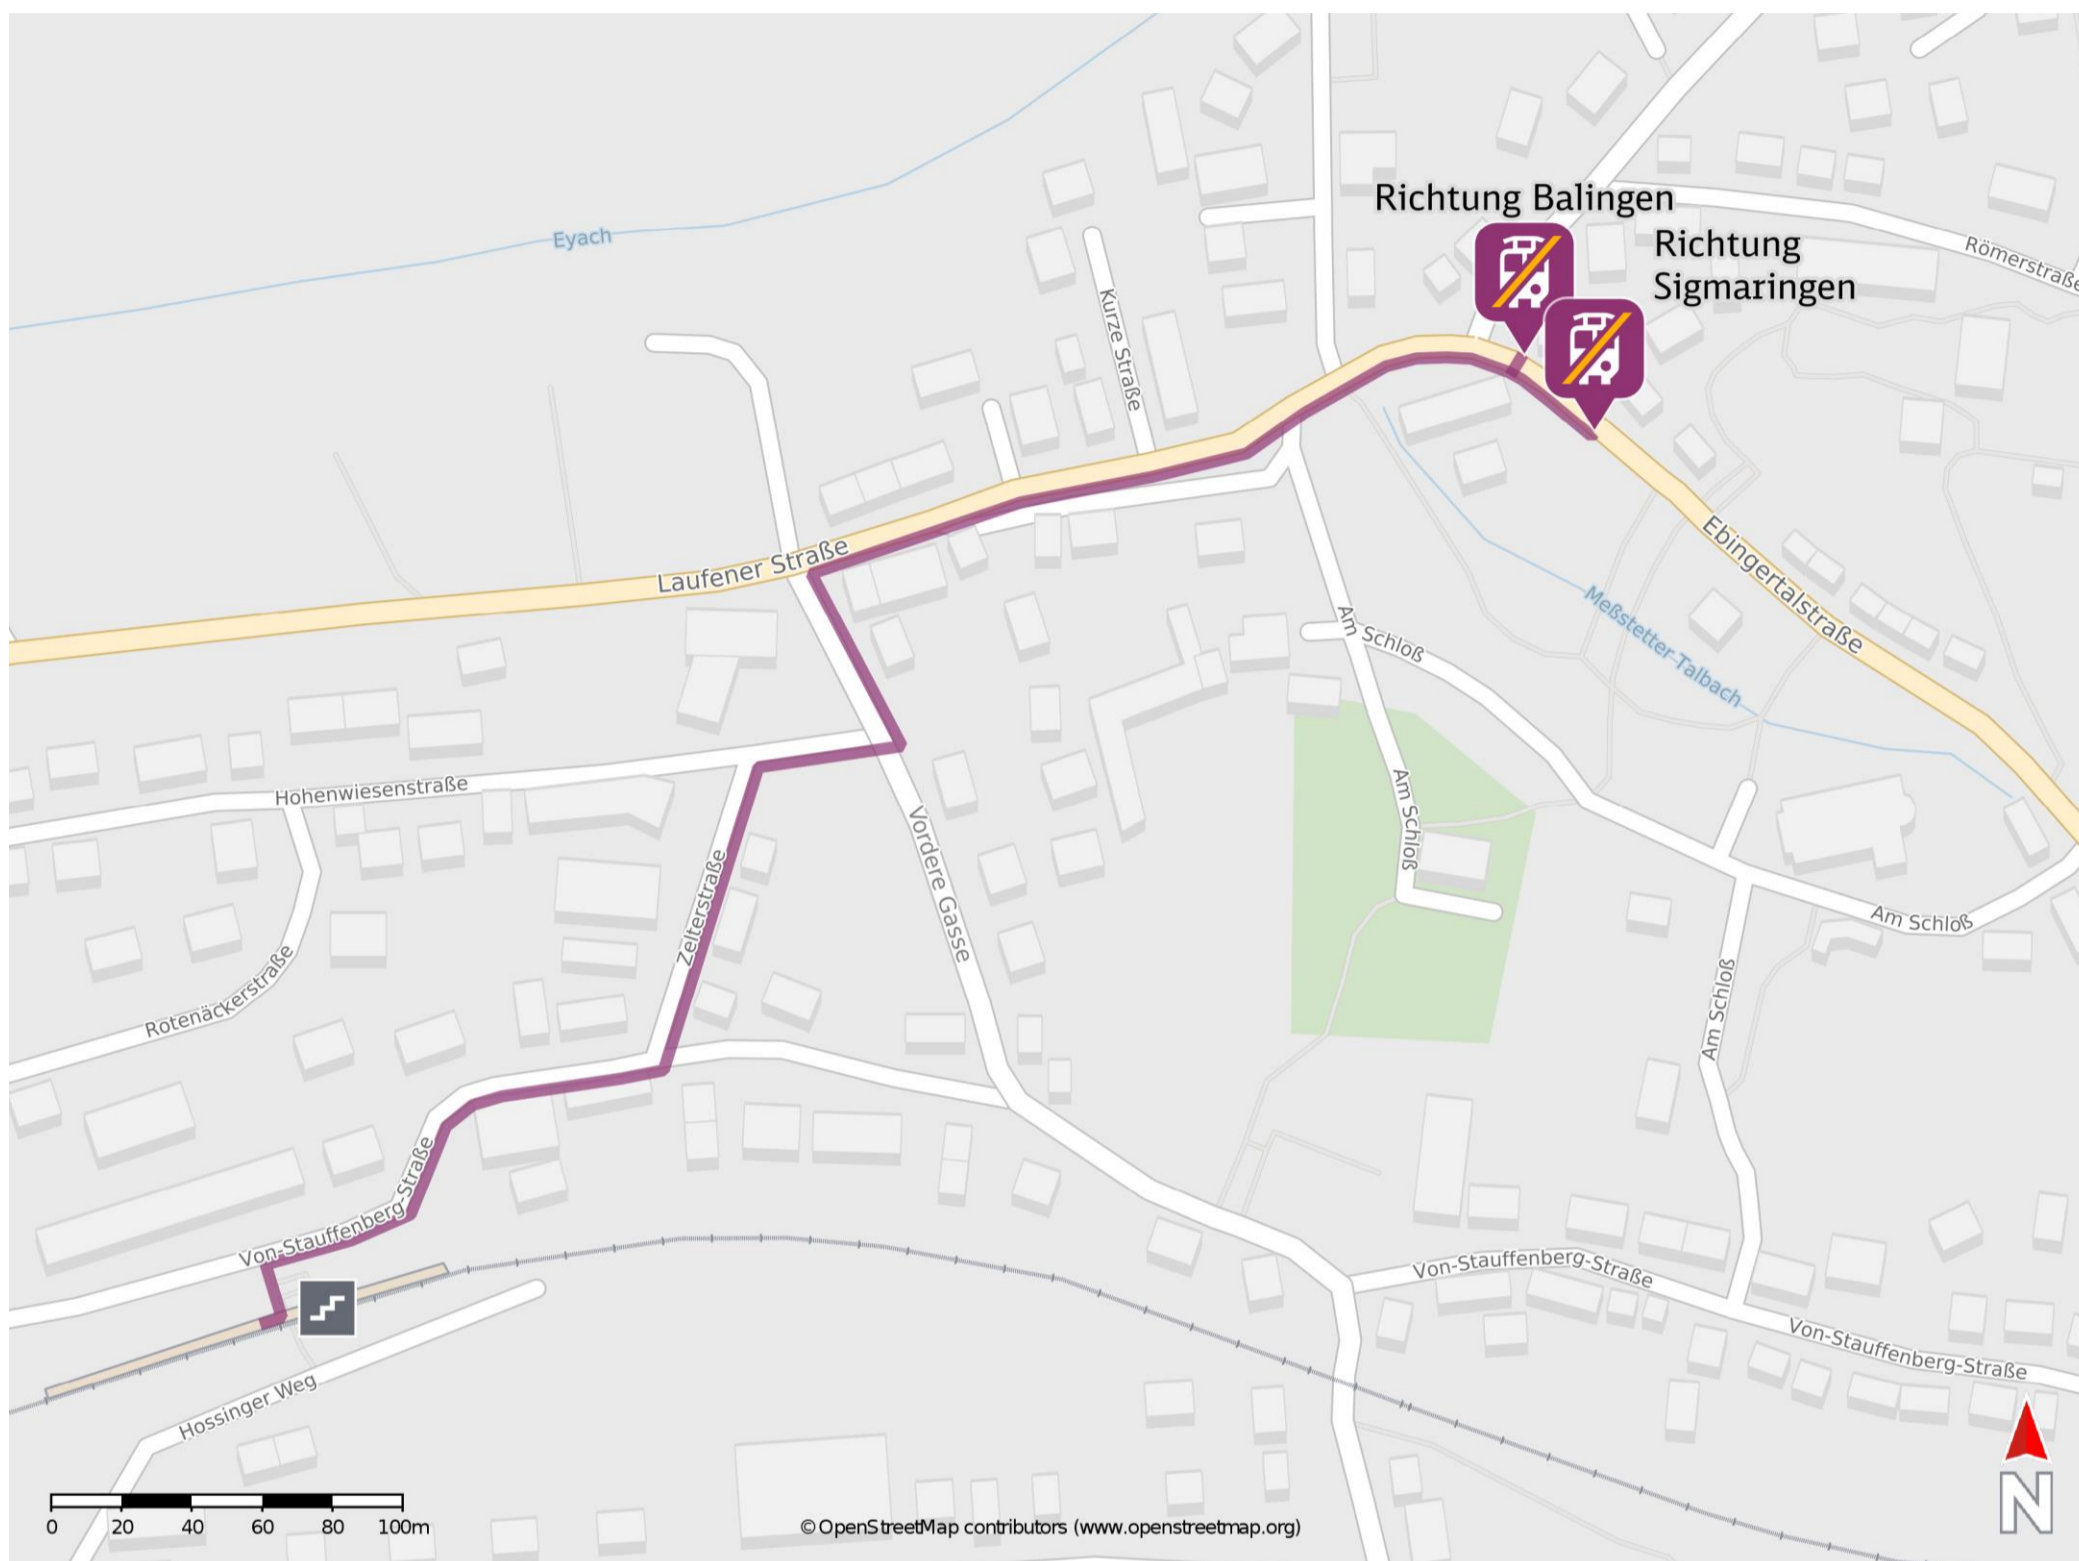 Richtung Balingen
Richtung
Sigmaringen
Eyach
Römerstraße
Kurze Straße
Laufener Straße
Ebingertalstraße
Meßstetter Talbach
Am Schloß
Am Schloß
Hohenwiesenstraße
Vordere Gasse
Zelterstraße
Am Schloß
Rotenäckerstraße
Am Schloß
Von-Stauffenberg-Straße
Von-Stauffenberg-Straße
Von-Stauffenberg-Straße
Hossinger Weg
N
0 20 40 60 80 100m
© OpenStreetMap contributors (www.openstreetmap.org)